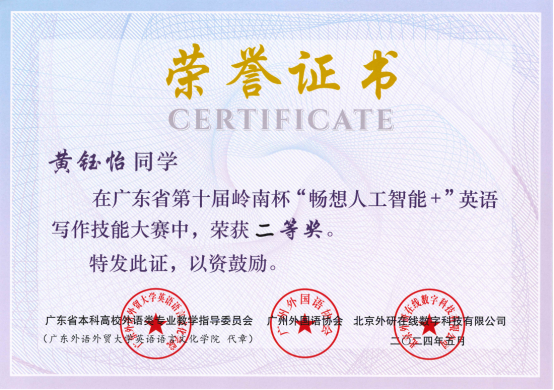 荣誉证书
CERTIFICATE
黄钰怡同学
在广东省第十届岭南杯“畅想人工智能+”英语
写作技能大赛中，荣获二等奖。
特发此证，以资鼓励。
广东省本科高校外语类专业教学指导委员会 广州外国语协会 北京外研在线数字科技有限公司
（广东外语外贸大学英语语言文化学院 代章） 二〇二四年五月